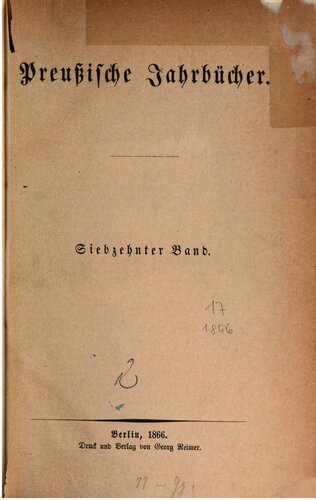 Preußische Jahrbücher.
Siebzehnter Band.
17
1866
2
Berlin, 1866.
Druck und Verlag von Georg Reimer.